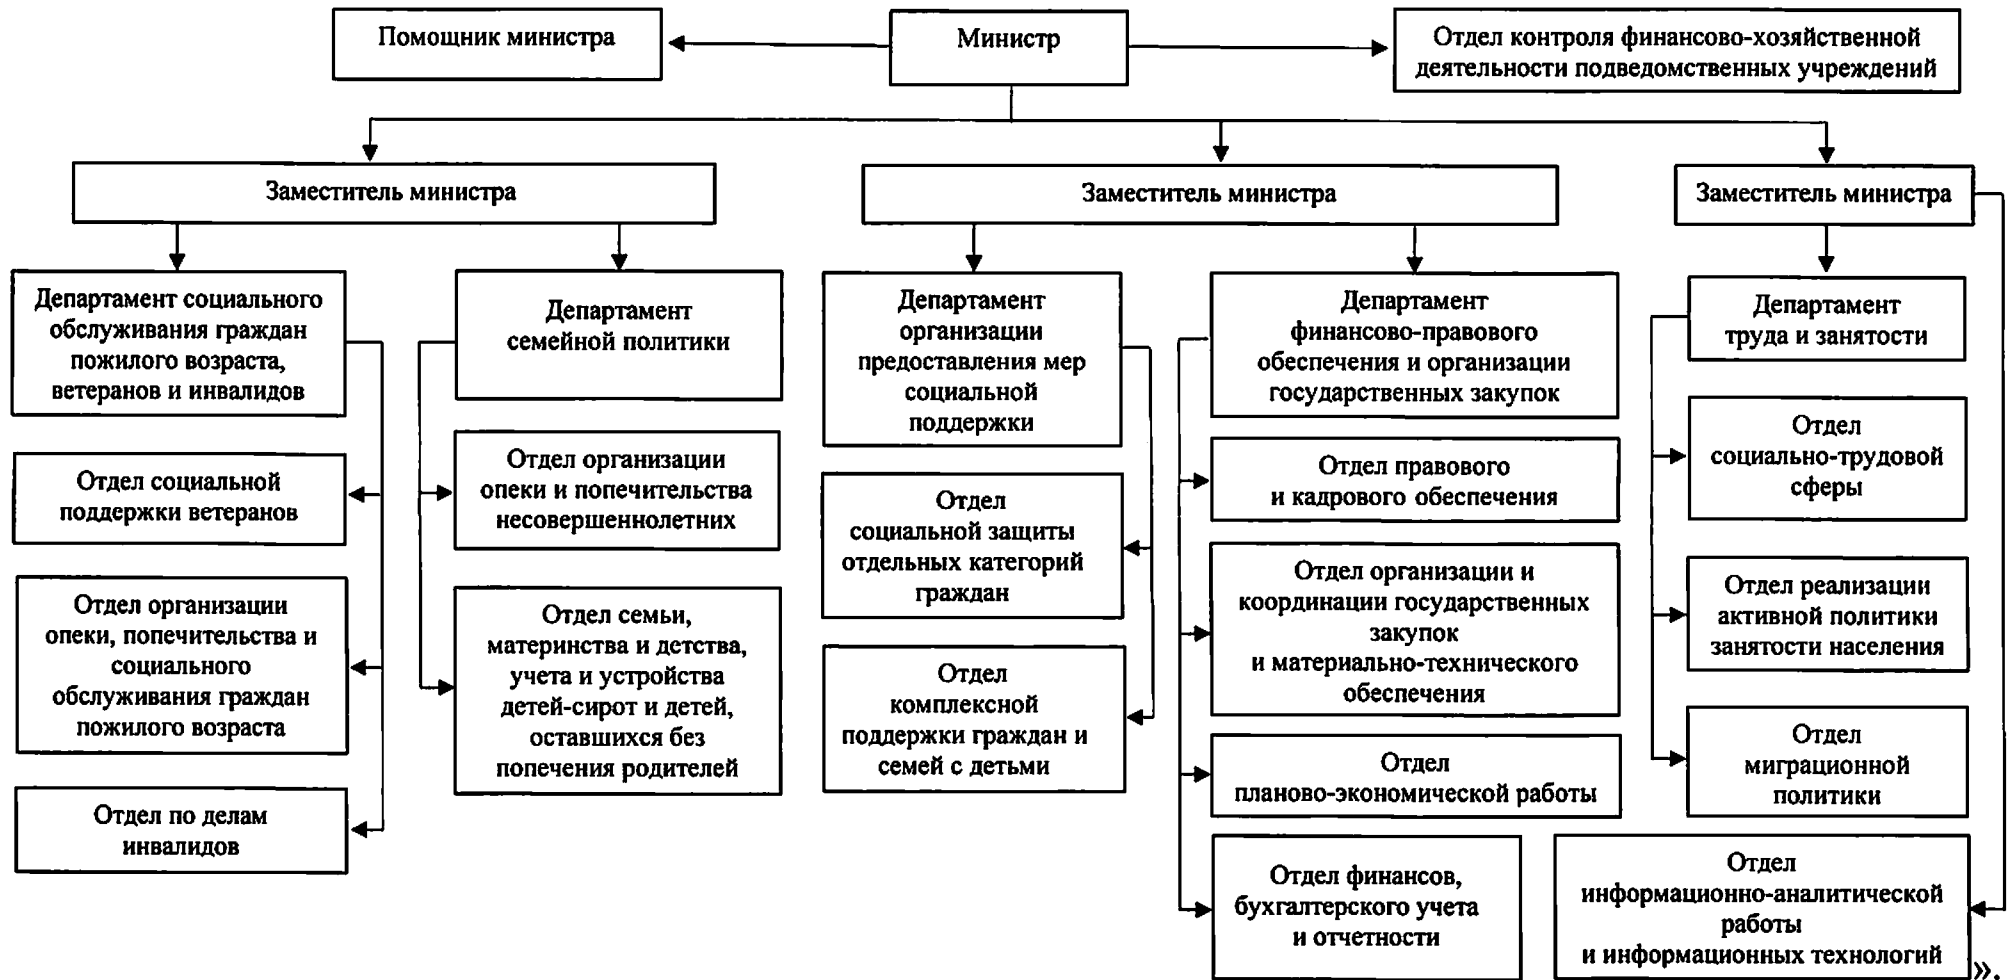 Помощник министра
Министр
Отдел контроля финансово-хозяйственной
деятельности подведомственных учреждений
Заместитель министра
Заместитель министра
Заместитель министра
Департамент социального
обслуживания граждан
пожилого возраста,
ветеранов и инвалидов
Отдел социальной
поддержки ветеранов
Отдел организации
опеки, попечительства и
социального
обслуживания граждан
пожилого возраста
Отдел по делам
инвалидов
Департамент
семейной политики
Отдел организации
опеки и попечительства
несовершеннолетних
Отдел семьи,
материнства и детства,
учета и устройства
детей-сирот и детей,
оставшихся без
попечения родителей
Департамент
организации
предоставления мер
социальной
поддержки
Отдел
социальной защиты
отдельных категорий
граждан
Отдел
комплексной
поддержки граждан и
семей с детьми
Департамент
финансово-правового
обеспечения и организации
государственных закупок
Отдел правового
и кадрового обеспечения
Отдел организации и
координации государственных
закупок
и материально-технического
обеспечения
Отдел
планово-экономической работы
Отдел финансов,
бухгалтерского учета
и отчетности
Департамент
труда и занятости
Отдел
социально-трудовой
сферы
Отдел реализации
активной политики
занятости населения
Отдел
миграционной
политики
Отдел
информационно-аналитической
работы
и информационных технологий
».